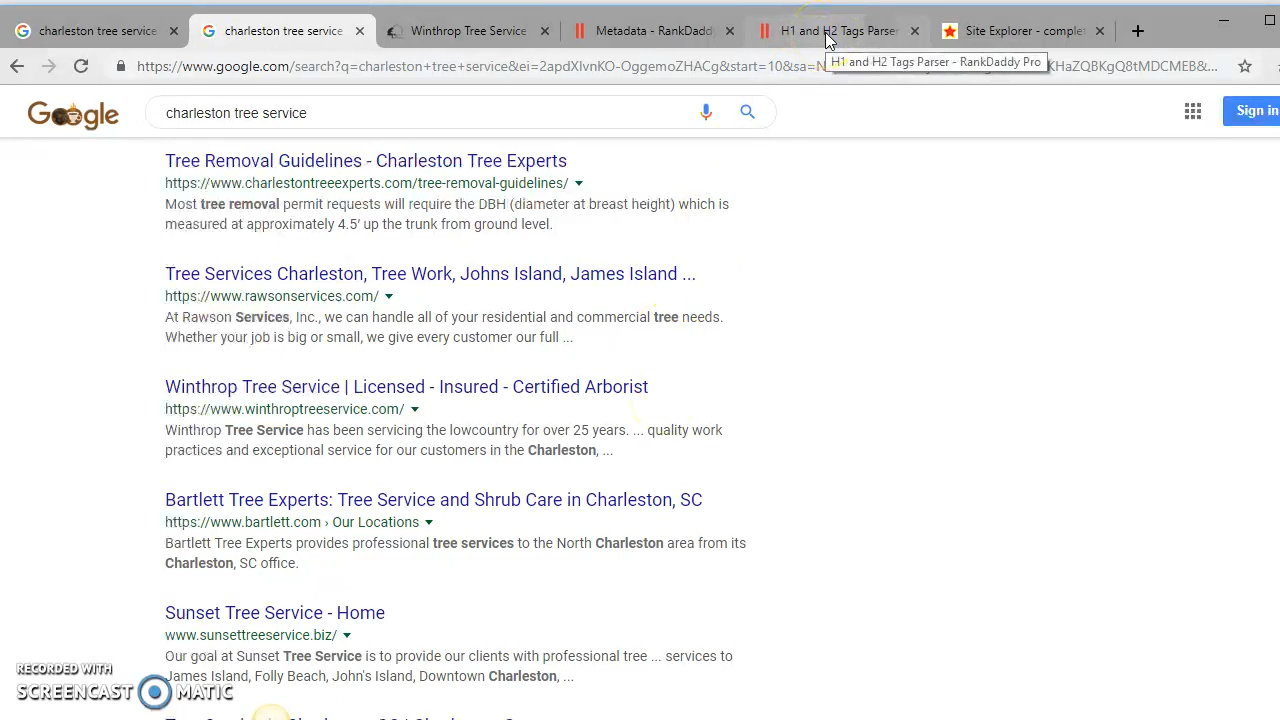 charleston tree service
charleston tree service
Winthrop Tree Service
Metadata - RankDadd
H1 and H2 Tags Parser
Site Explorer - complet
https://www.google.com/search?q=charleston+tree+service&ei=2apdXIvnKO-OggemoZHACg&start=10&sa=N
KHaZQBKgQ8tMDCMEB&...
H1 and H2 Tags Parser - RankDaddy Pro
Google
charleston tree service
Sign in
Tree Removal Guidelines - Charleston Tree Experts
https://www.charlestontreeexperts.com/tree-removal-guidelines/
Most tree removal permit requests will require the DBH (diameter at breast height) which is
measured at approximately 4.5' up the trunk from ground level.
Tree Services Charleston, Tree Work, Johns Island, James Island ...
https://www.rawsonservices.com/
At Rawson Services, Inc., we can handle all of your residential and commercial tree needs.
Whether your job is big or small, we give every customer our full ...
Winthrop Tree Service | Licensed - Insured - Certified Arborist
https://www.winthroptreeservice.com/
Winthrop Tree Service has been servicing the lowcountry for over 25 years. ... quality work
practices and exceptional service for our customers in the Charleston, ...
Bartlett Tree Experts: Tree Service and Shrub Care in Charleston, SC
https://www.bartlett.com › Our Locations
Bartlett Tree Experts provides professional tree services to the North Charleston area from its
Charleston, SC office.
Sunset Tree Service - Home
www.sunsettreeservice.biz/
Our goal at Sunset Tree Service is to provide our clients with professional tree ... services to
James Island, Folly Beach, John's Island, Downtown Charleston, ...
RECORDED WITH
SCREENCAST MATIC